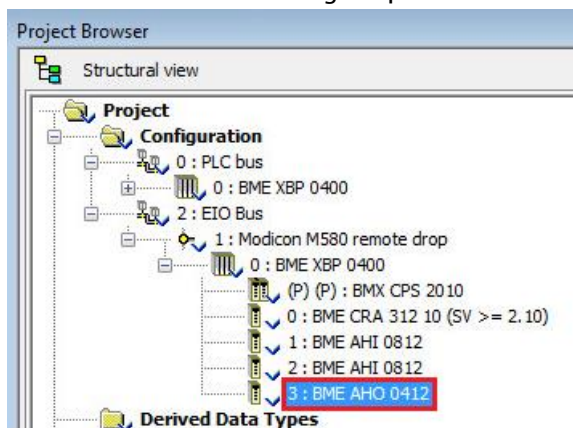 Project Browser
Structural view
Project
Configuration
0 : PLC bus
0 : BME XBP 0400
2 : EIO Bus
1 : Modicon M580 remote drop
0 : BME XBP 0400
(P) (P) : BMX CPS 2010
0 : BME CRA 312 10 (SV >= 2.10)
1 : BME AHI 0812
2 : BME AHI 0812
3 : BME AHO 0412
Derived Data Types